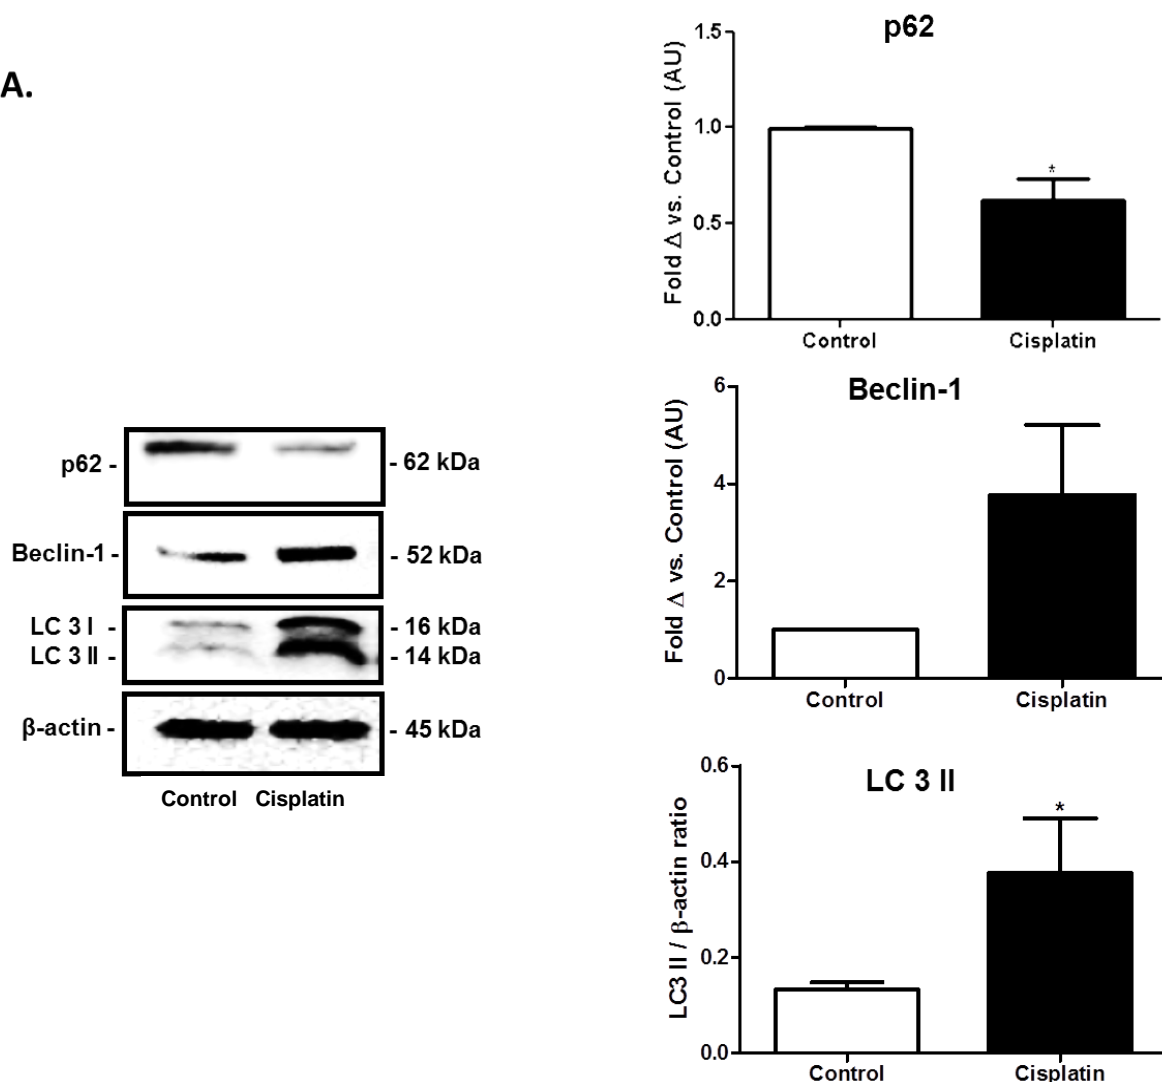 A.
p62 -
- 62 kDa
Beclin-1 -
- 52 kDa
LC 3 I -
- 16 kDa
LC 3 II -
- 14 kDa
β-actin -
- 45 kDa
Control Cisplatin
p62
Fold Δ vs. Control (AU)
1.5
1.0
*
0.5
0.0
Control Cisplatin
Beclin-1
Fold Δ vs. Control (AU)
6
4
2
0
Control Cisplatin
LC 3 II
LC3 II / β-actin ratio
0.6
*
0.4
0.2
0.0
Control Cisplatin